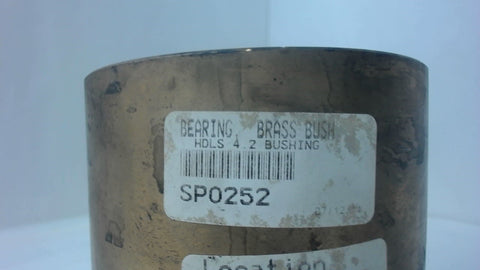 BEARING, BRASS BUSH
HDLS 4.2 BUSHING
SP0252
Location